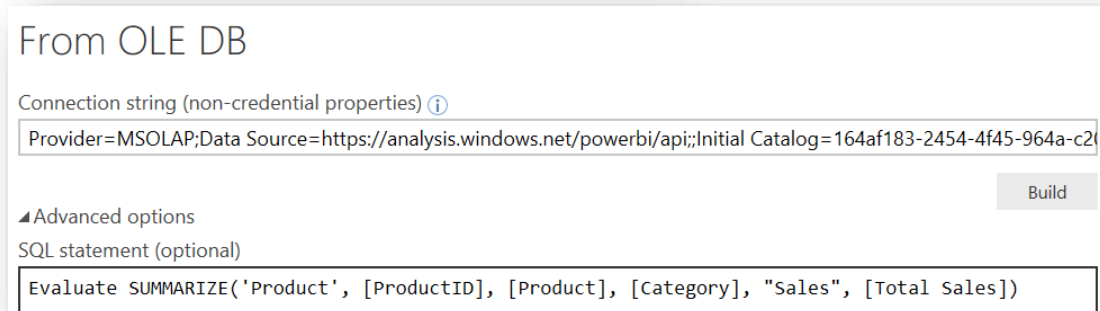 From OLE DB
Connection string (non-credential properties)
Provider=MSOLAP;Data Source=https://analysis.windows.net/powerbi/api;;Initial Catalog=164af183-2454-4f45-964a-c20
Build
Advanced options
SQL statement (optional)
Evaluate SUMMARIZE('Product', [ProductID], [Product], [Category], "Sales", [Total Sales])